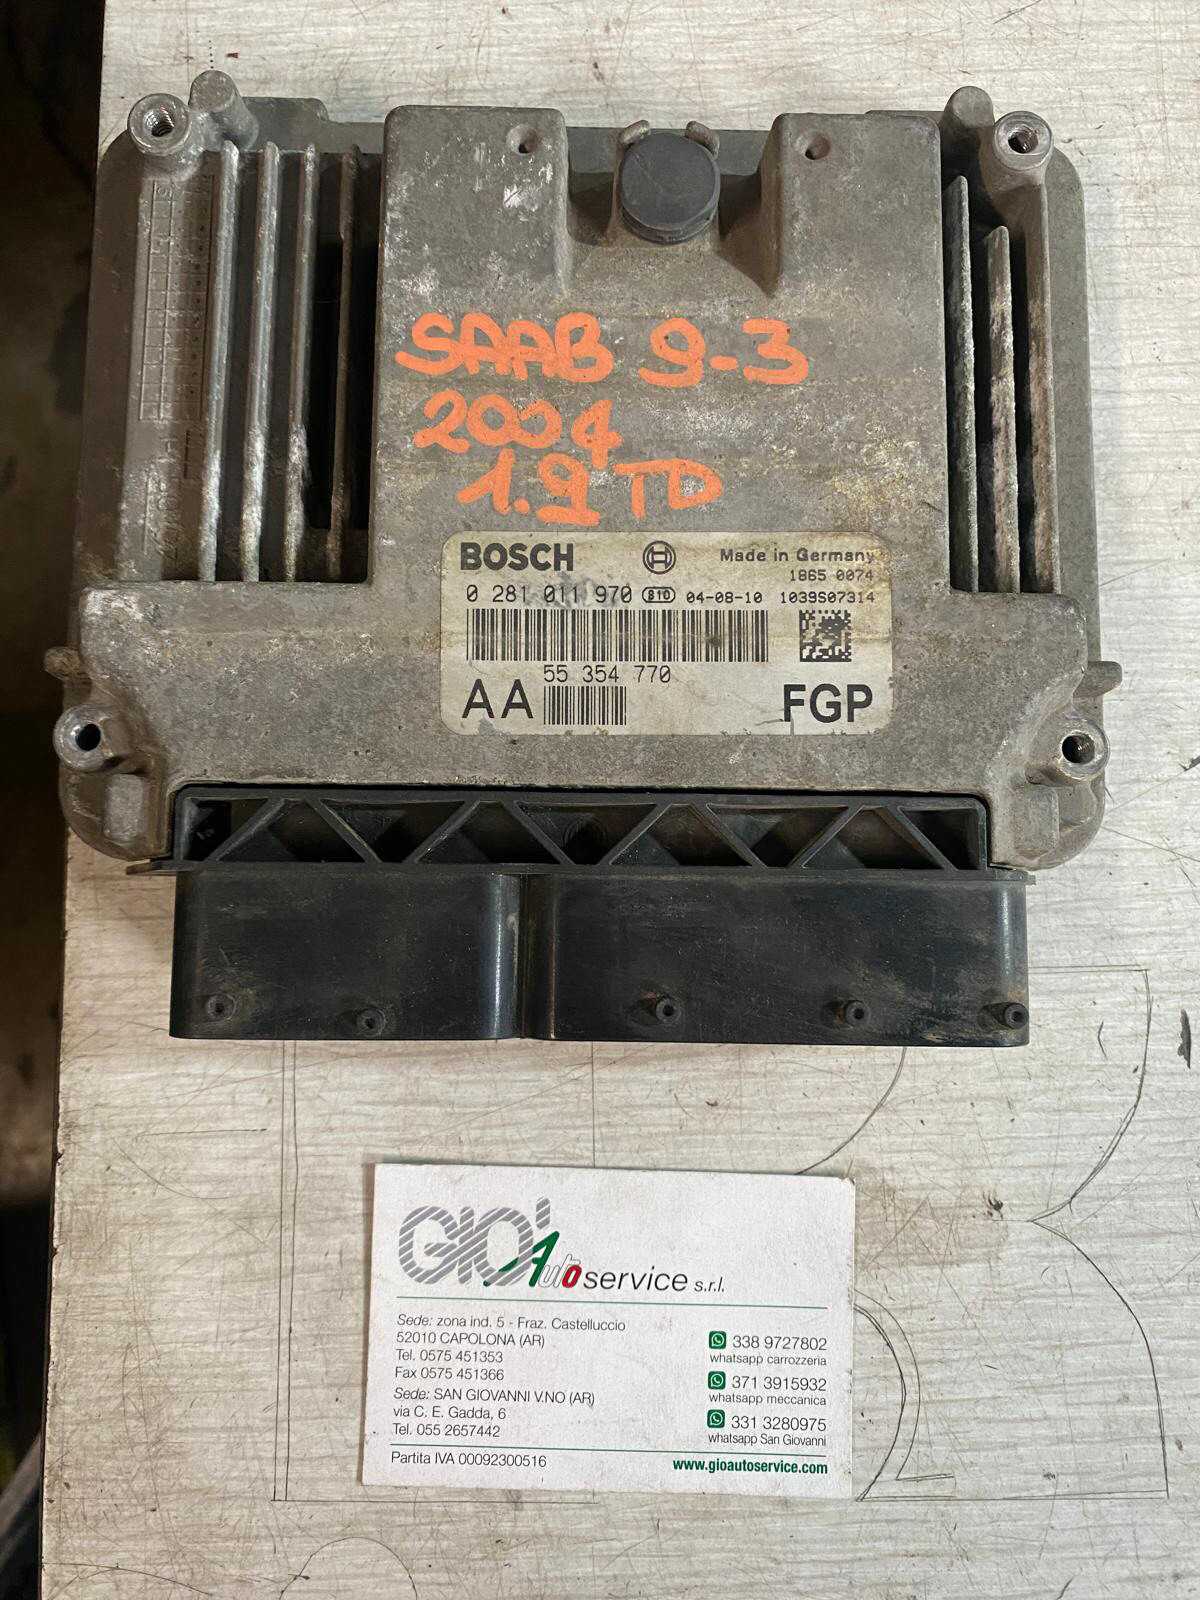 SAAB 9-3
2004
1.9 TD
BOSCH Made in Germany
1865 0074
0 281 011 970 81D 04-08-10 1039S07314
55 354 770
AA FGP
GIO' Auto service s.r.l.
Sede: zona ind. 5 - Fraz. Castelluccio
52010 CAPOLONA (AR)
Tel. 0575 451353
Fax 0575 451366
Sede: SAN GIOVANNI V.NO (AR)
via C. E. Gadda, 6
Tel. 055 2657442
338 9727802
whatsapp carrozzeria
371 3915932
whatsapp meccanica
331 3280975
whatsapp San Giovanni
Partita IVA 00092300516
www.gioautoservice.com